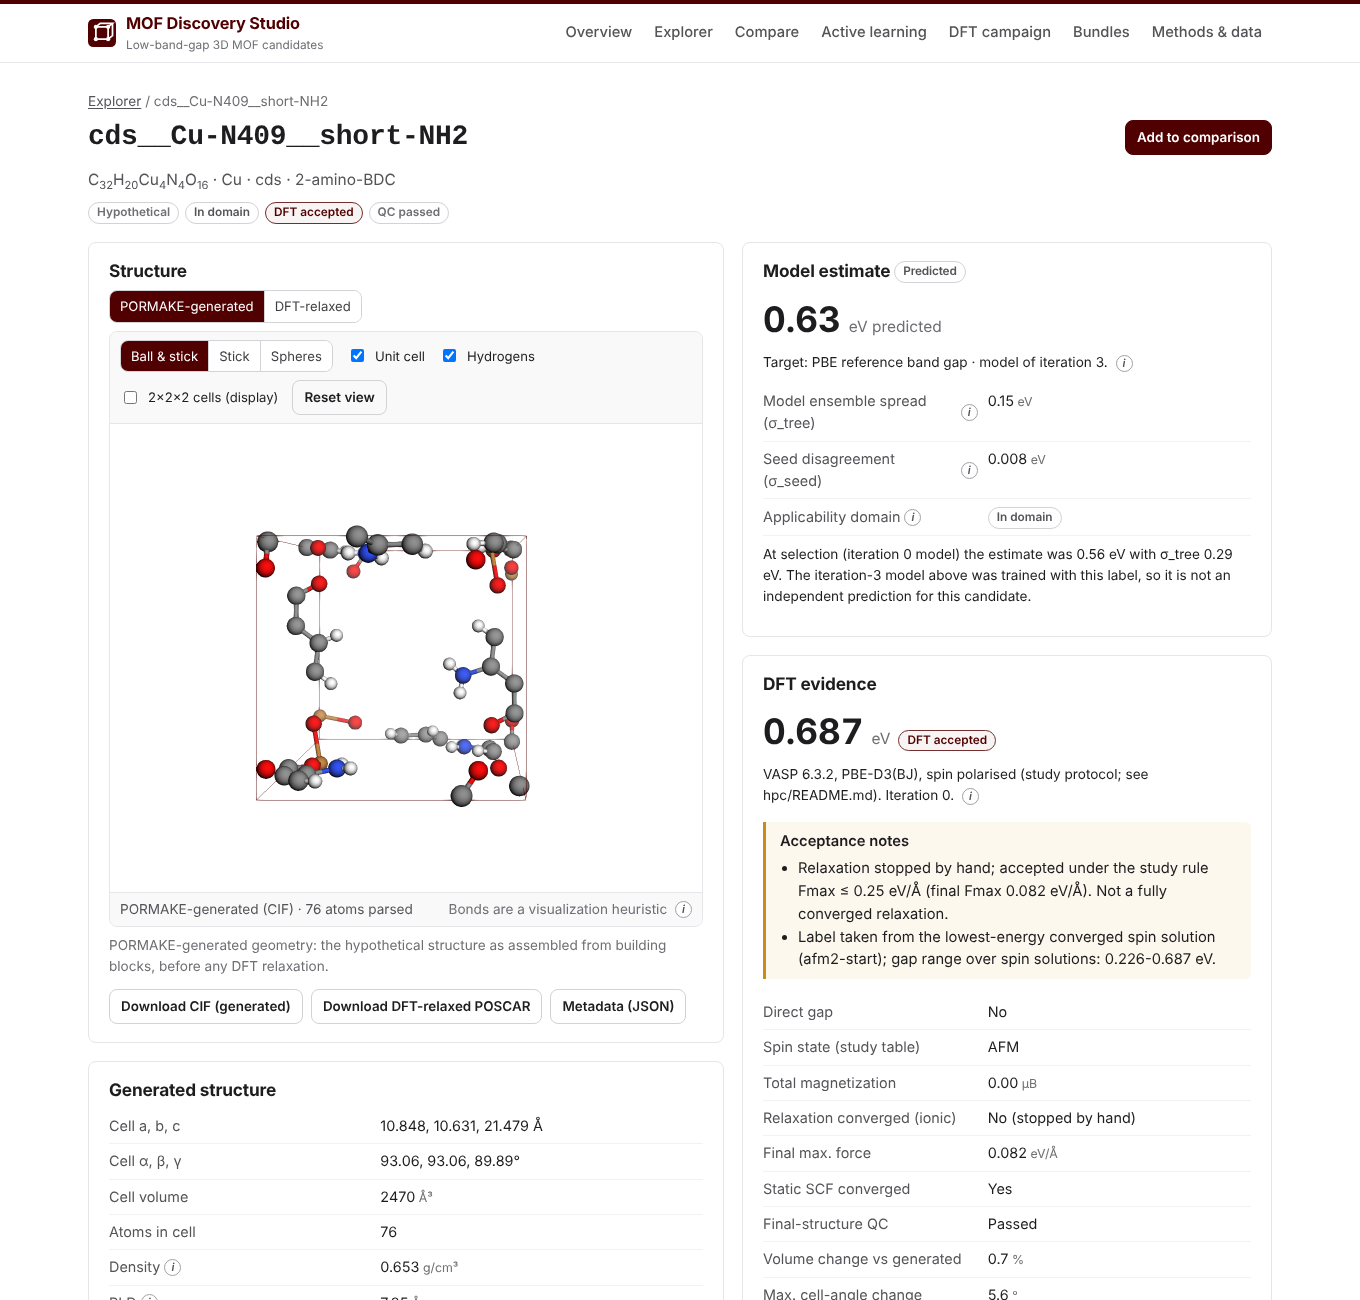 MOF Discovery Studio
Low-band-gap 3D MOF candidates
Overview Explorer Compare Active learning DFT campaign Bundles Methods & data
Explorer / cds__Cu-N409__short-NH2
cds__Cu-N409__short-NH2
Add to comparison
C32H20Cu4N4O16 · Cu · cds · 2-amino-BDC
Hypothetical In domain DFT accepted QC passed
Structure
PORMAKE-generated DFT-relaxed
Ball & stick Stick Spheres Unit cell Hydrogens
2×2×2 cells (display) Reset view
PORMAKE-generated (CIF) · 76 atoms parsed Bonds are a visualization heuristic i
PORMAKE-generated geometry: the hypothetical structure as assembled from building
blocks, before any DFT relaxation.
Download CIF (generated) Download DFT-relaxed POSCAR Metadata (JSON)
Generated structure
Cell a, b, c 10.848, 10.631, 21.479 Å
Cell α, β, γ 93.06, 93.06, 89.89°
Cell volume 2470 Å³
Atoms in cell 76
Density i 0.653 g/cm³
Model estimate Predicted
0.63 eV predicted
Target: PBE reference band gap · model of iteration 3. i
Model ensemble spread
(σ_tree) i 0.15 eV
Seed disagreement
(σ_seed) i 0.008 eV
Applicability domain i In domain
At selection (iteration 0 model) the estimate was 0.56 eV with σ_tree 0.29
eV. The iteration-3 model above was trained with this label, so it is not an
independent prediction for this candidate.
DFT evidence
0.687 eV DFT accepted
VASP 6.3.2, PBE-D3(BJ), spin polarised (study protocol; see
hpc/README.md). Iteration 0. i
Acceptance notes
• Relaxation stopped by hand; accepted under the study rule
Fmax ≤ 0.25 eV/Å (final Fmax 0.082 eV/Å). Not a fully
converged relaxation.
• Label taken from the lowest-energy converged spin solution
(afm2-start); gap range over spin solutions: 0.226-0.687 eV.
Direct gap No
Spin state (study table) AFM
Total magnetization 0.00 μB
Relaxation converged (ionic) No (stopped by hand)
Final max. force 0.082 eV/Å
Static SCF converged Yes
Final-structure QC Passed
Volume change vs generated 0.7 %
Max. cell-angle change 5.6 °